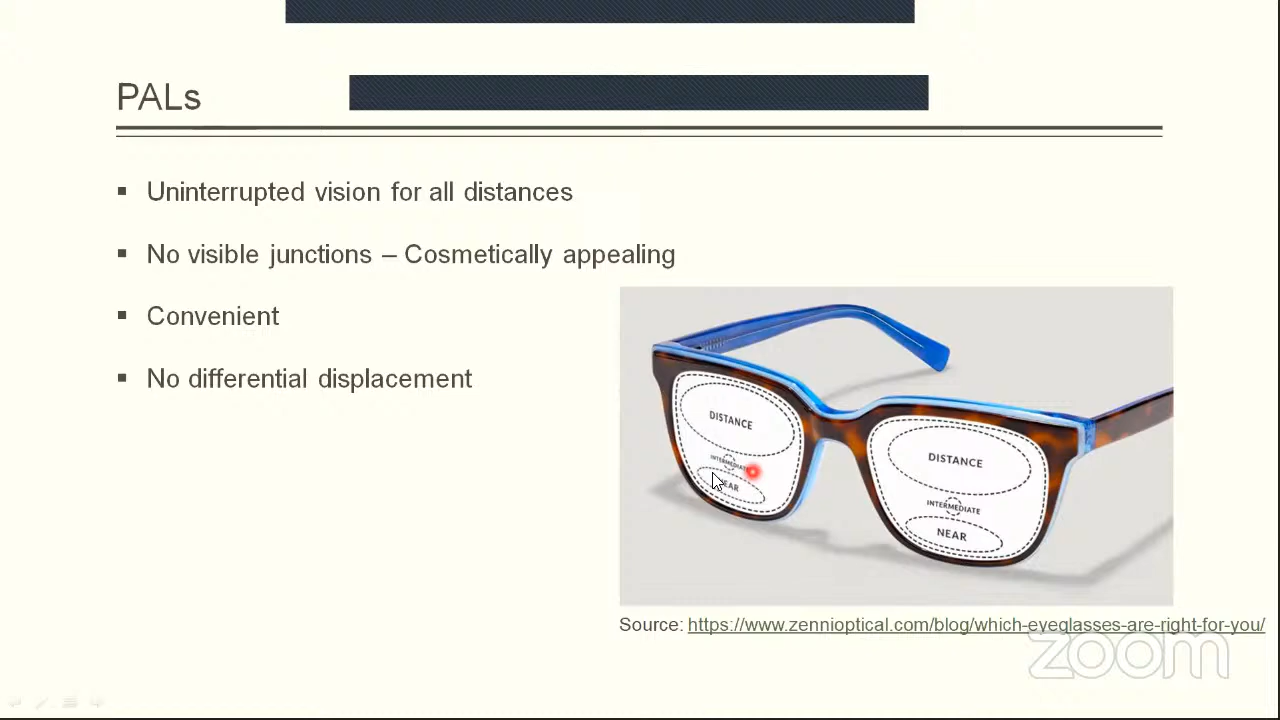 PALs
Uninterrupted vision for all distances
No visible junctions – Cosmetically appealing
Convenient
No differential displacement
DISTANCE
INTERMEDIATE
DISTANCE
INTERMEDIATE
NEAR
Source: https://www.zennioptical.com/blog/which-eyeglasses-are-right-for-you/
zoom